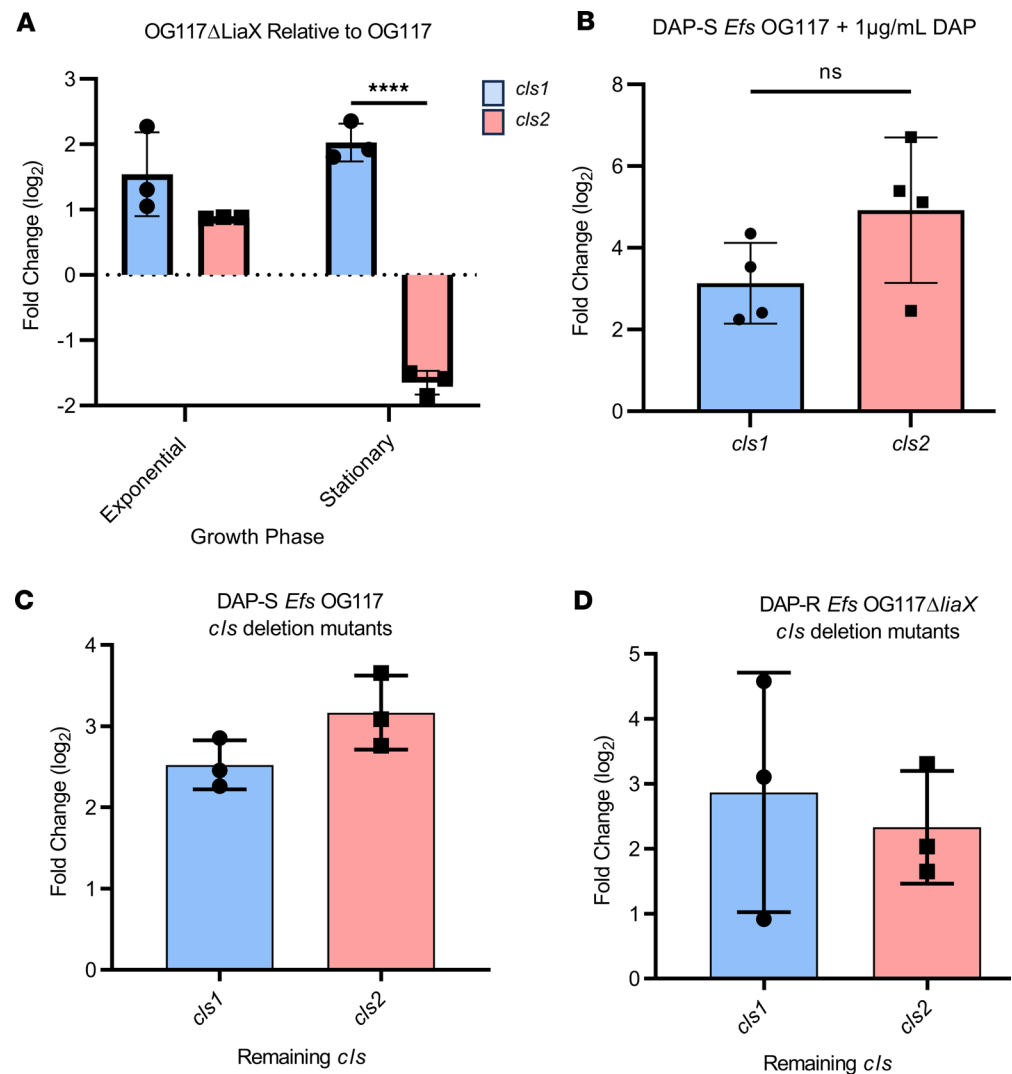 A
OG117ΔLiaX Relative to OG117
Fold Change (log2)
3
2
1
0
-1
-2
****
cls1
cls2
Exponential
Stationary
Growth Phase
B
DAP-S Efs OG117 + 1µg/mL DAP
Fold Change (log2)
8
6
4
2
0
ns
cls1
cls2
C
DAP-S Efs OG117
cls deletion mutants
Fold Change (log2)
4
3
2
1
0
cls1
cls2
Remaining cls
D
DAP-R Efs OG117ΔliaX
cls deletion mutants
Fold Change (log2)
5
4
3
2
1
0
cls1
cls2
Remaining cls